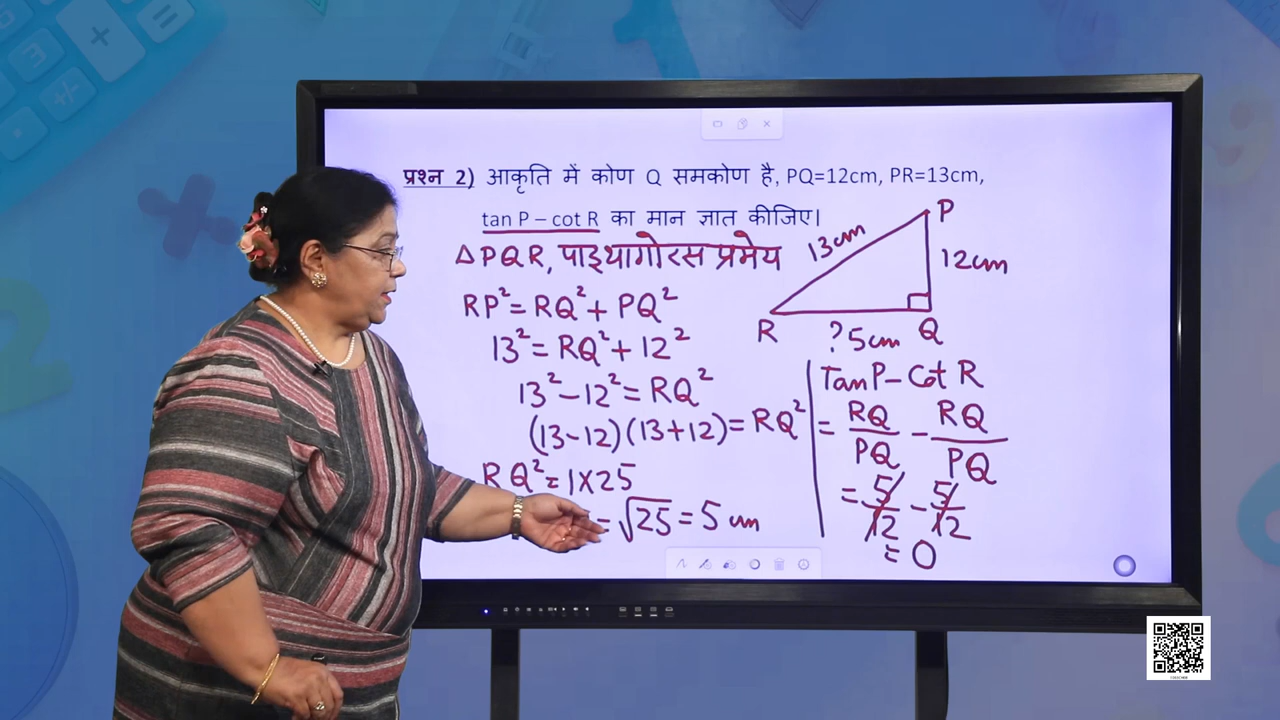 प्रश्न 2) आकृति में कोण Q समकोण है, PQ=12cm, PR=13cm,
tan P – cot R का मान ज्ञात कीजिए।
Δ PQR, पाइथागोरस प्रमेय
RP²=RQ²+PQ²
13²=RQ²+12²
13²–12²=RQ²
(13-12)(13+12)=RQ²
RQ²=1×25
=√25=5 cm
P
13cm
12cm
R
Q
? 5cm
Tan P – Cot R
= RQ/PQ – RQ/PQ
= 5/12 – 5/12
= 0